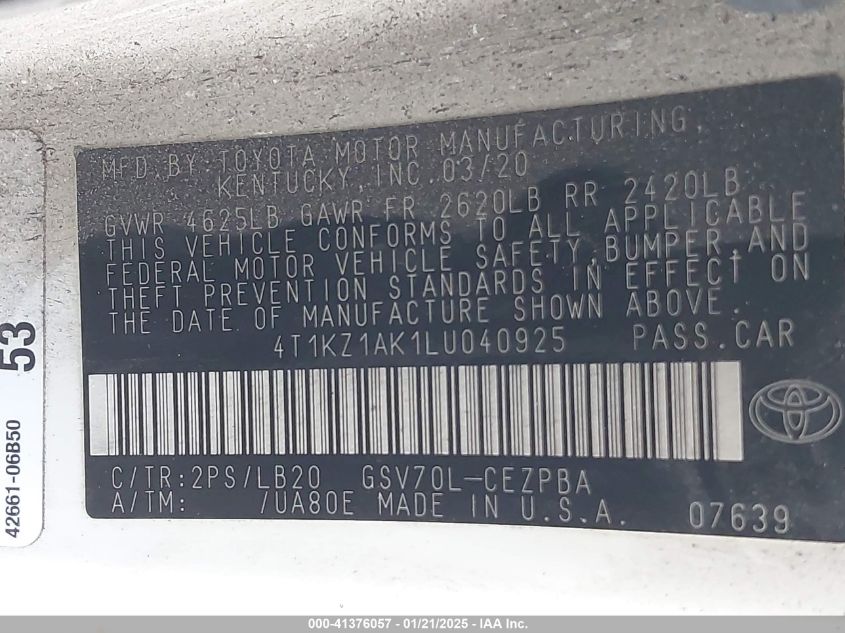 MFD.BY TOYOTA MOTOR MANUFACTURING,
KENTUCKY,INC.03/20
GVWR 4625LB GAWR FR 2620LB RR 2420LB
THIS VEHICLE CONFORMS TO ALL APPLICABLE
FEDERAL MOTOR VEHICLE SAFETY,BUMPER,AND
THEFT PREVENTION STANDARDS IN EFFECT ON
THE DATE OF MANUFACTURE SHOWN ABOVE.
4T1KZ1AK1LU040925 PASS.CAR
C/TR:2PS/LB20 GSV70L-CEZPBA
A/TM: /UA80E MADE IN U.S.A. 07639
53
42661-06B50
000-41376057 - 01/21/2025 - IAA Inc.